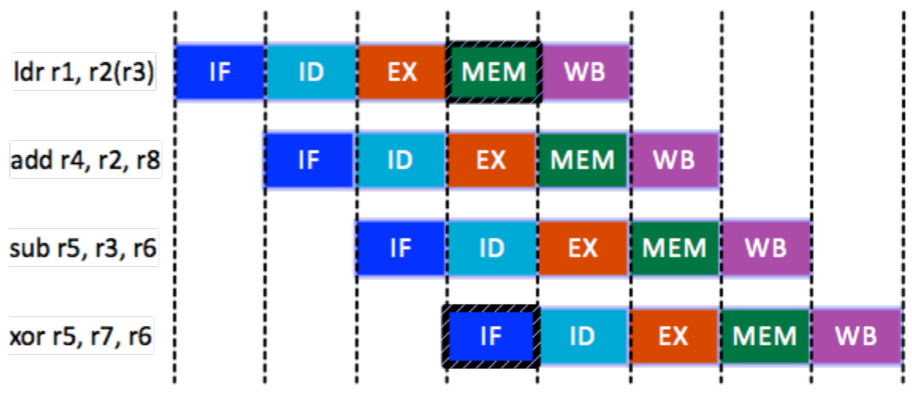 ldr r1, r2(r3) IF ID EX MEM WB
add r4, r2, r8 IF ID EX MEM WB
sub r5, r3, r6 IF ID EX MEM WB
xor r5, r7, r6 IF ID EX MEM WB